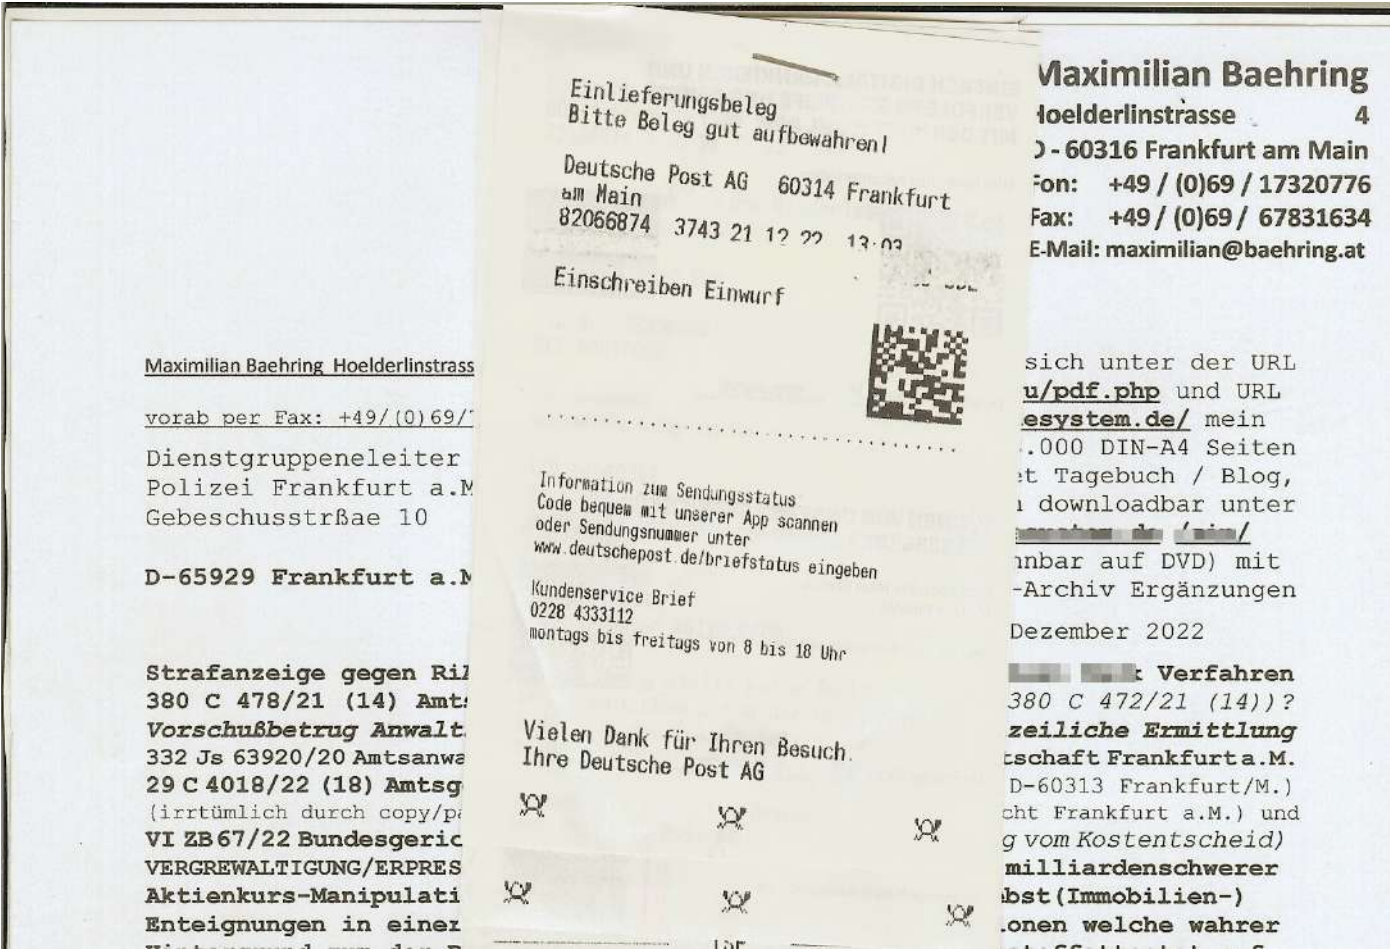 Maximilian Baehring
Hoelderlinstrasse 4
D - 60316 Frankfurt am Main
Fon: +49 / (0)69 / 17320776
Fax: +49 / (0)69 / 67831634
E-Mail: maximilian@baehring.at
Einlieferungsbeleg
Bitte Beleg gut aufbewahren!
Deutsche Post AG 60314 Frankfurt
am Main
82066874 3743 21 12 22 13:03
Einschreiben Einwurf
Information zum Sendungsstatus
Code bequem mit unserer App scannen
oder Sendungsnummer unter
www.deutschepost.de/briefstatus eingeben
Kundenservice Brief
0228 4333112
montags bis freitags von 8 bis 18 Uhr
Vielen Dank für Ihren Besuch.
Ihre Deutsche Post AG
Maximilian Baehring Hoelderlinstrass
vorab per Fax: +49/(0)69/
Dienstgruppeneleiter
Polizei Frankfurt a.M
Gebeschusstrßae 10
D-65929 Frankfurt a.M
sich unter der URL
u/pdf.php und URL
esystem.de/ mein
.000 DIN-A4 Seiten
et Tagebuch / Blog,
downloadbar unter
nnbar auf DVD) mit
-Archiv Ergänzungen
Dezember 2022
Strafanzeige gegen Verfahren
380 C 478/21 (14) Amts 380 C 472/21 (14))?
Vorschußbetrug Anwalt zeiliche Ermittlung
332 Js 63920/20 Amtsanwa tschaft Frankfurt a.M.
29 C 4018/22 (18) Amtsg D-60313 Frankfurt/M.)
(irrtümlich durch copy/pa cht Frankfurt a.M.) und
VI ZB 67/22 Bundesgeric g vom Kostentscheid)
VERGREWALTIGUNG/ERPRES milliardenschwerer
Aktienkurs-Manipulati bst (Immobilien-)
Enteignungen in einer onen welche wahrer